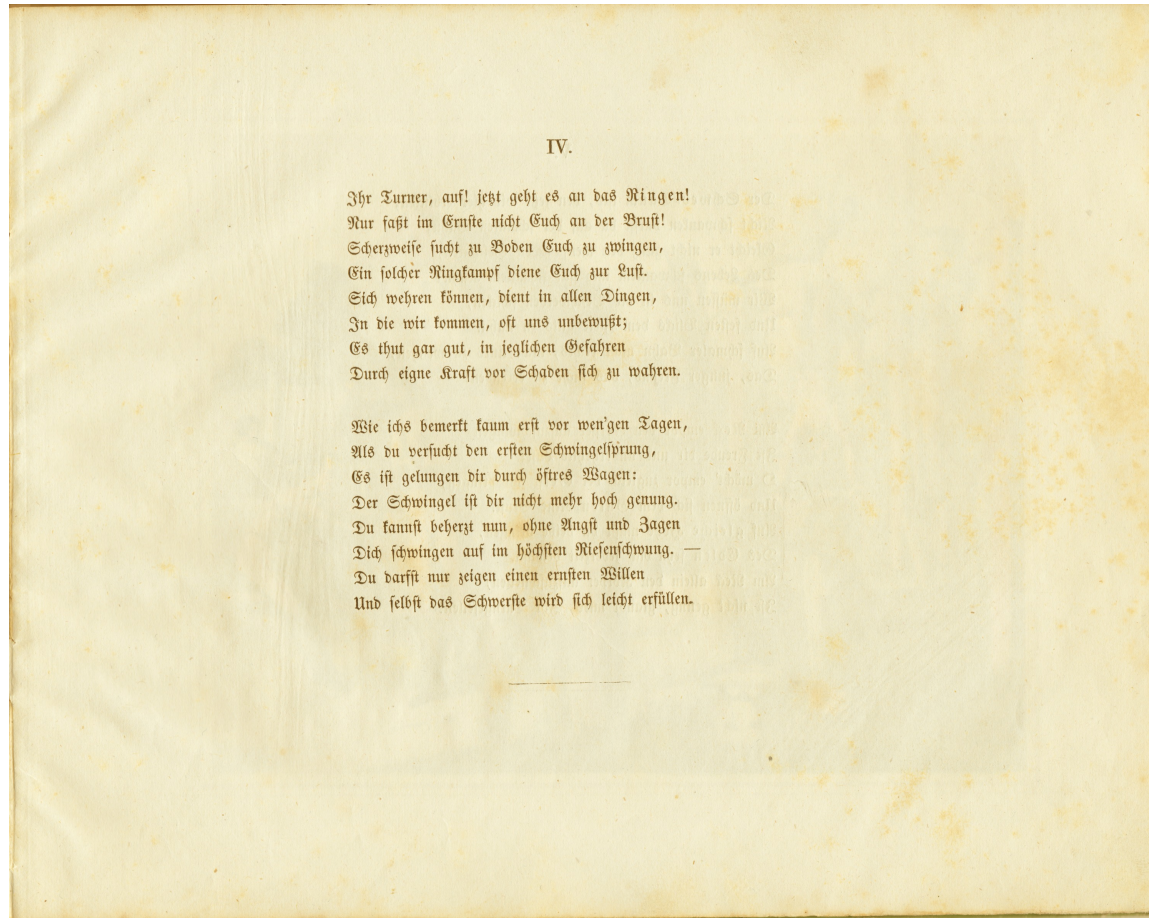 IV.
Ihr Turner, auf! jetzt geht es an das Ringen!
Nur faßt im Ernste nicht Euch an der Brust!
Scherzweise sucht zu Boden Euch zu zwingen,
Ein solcher Ringkampf diene Euch zur Lust.
Sich wehren können, dient in allen Dingen,
In die wir kommen, oft uns unbewußt;
Es thut gar gut, in jeglichen Gefahren
Durch eigne Kraft vor Schaden sich zu wahren.
Wie ichs bemerkt kaum erst vor wen'gen Tagen,
Als du versucht den ersten Schwingelsprung,
Es ist gelungen dir durch öftres Wagen:
Der Schwingel ist dir nicht mehr hoch genung.
Du kannst beherzt nun, ohne Angst und Zagen
Dich schwingen auf im höchsten Riesenschwung. —
Du darfst nur zeigen einen ernsten Willen
Und selbst das Schwerste wird sich leicht erfüllen.